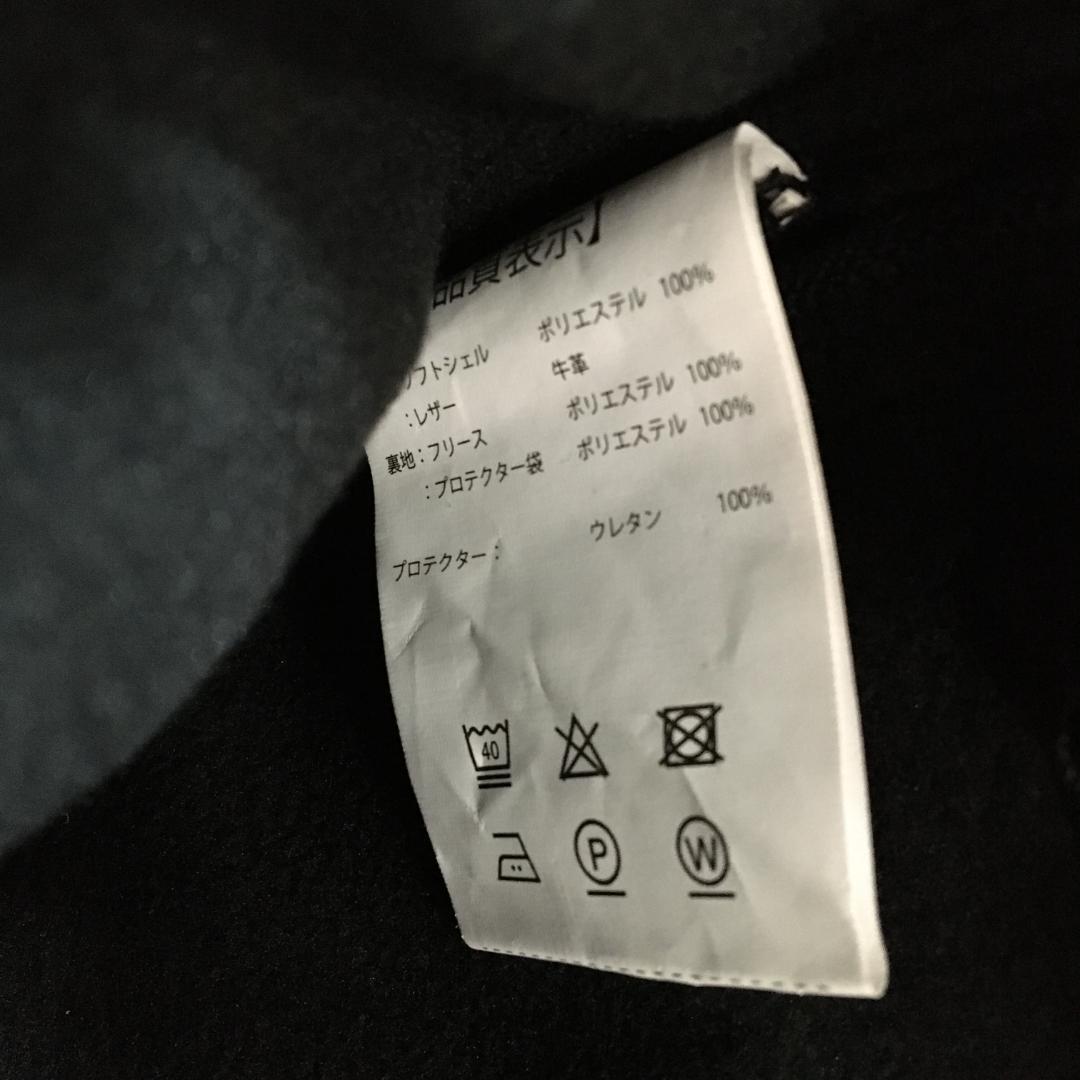 品質表示】
ソフトシェル ポリエステル 100%
:レザー 牛革
裏地:フリース ポリエステル 100%
:プロテクター袋 ポリエステル 100%
プロテクター: ウレタン 100%
40
P W